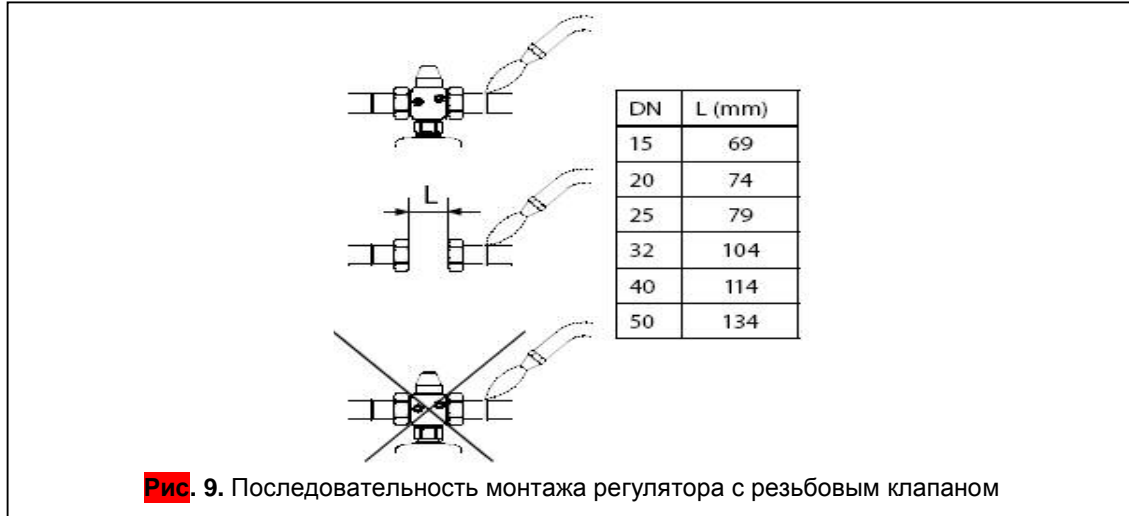 DN L (mm)
15 69
20 74
25 79
32 104
40 114
50 134
L
Рис. 9. Последовательность монтажа регулятора с резьбовым клапаном